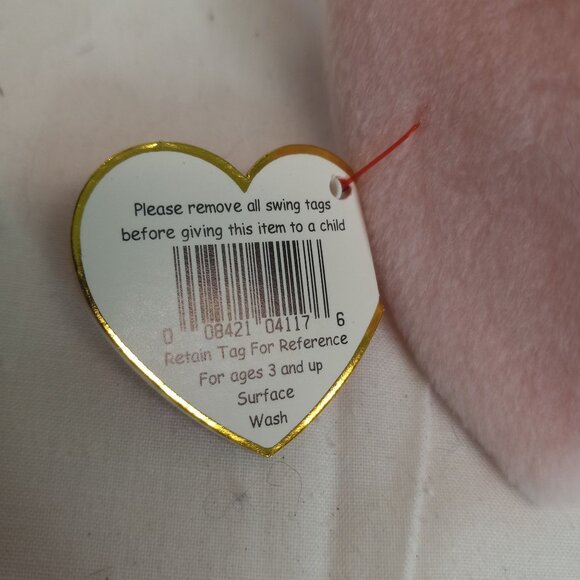 Please remove all swing tags
before giving this item to a child
0 08421 04117 6
Retain Tag For Reference
For ages 3 and up
Surface
Wash